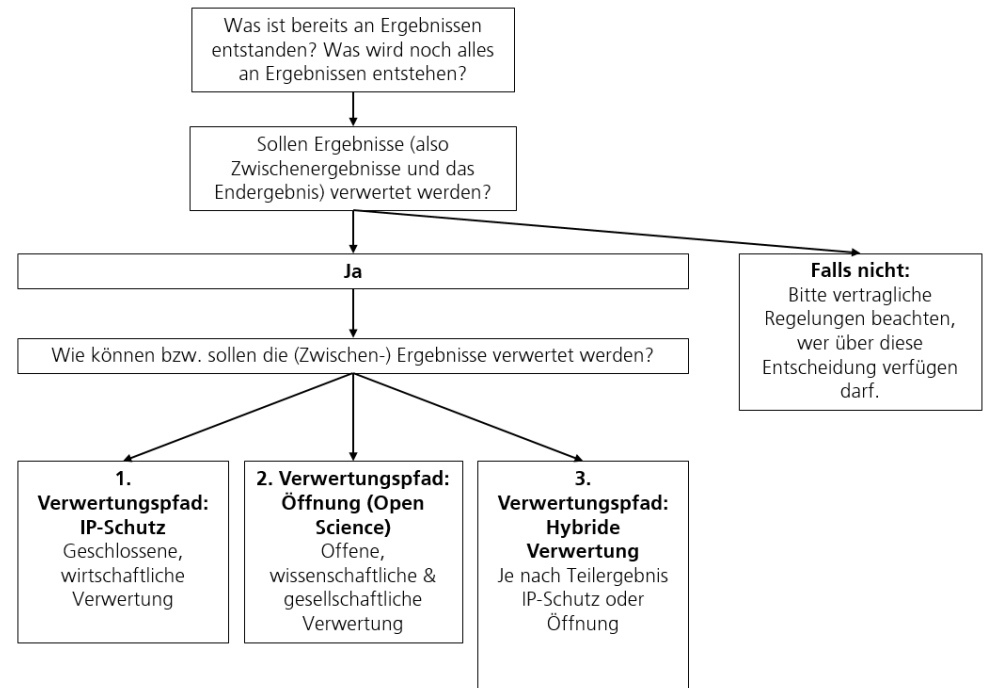 Was ist bereits an Ergebnissen
entstanden? Was wird noch alles
an Ergebnissen entstehen?
Sollen Ergebnisse (also
Zwischenergebnisse und das
Endergebnis) verwertet werden?
Ja
Falls nicht:
Bitte vertragliche
Regelungen beachten,
wer über diese
Entscheidung verfügen
darf.
Wie können bzw. sollen die (Zwischen-) Ergebnisse verwertet werden?
1.
Verwertungspfad:
IP-Schutz
Geschlossene,
wirtschaftliche
Verwertung
2. Verwertungspfad:
Öffnung (Open
Science)
Offene,
wissenschaftliche &
gesellschaftliche
Verwertung
3.
Verwertungspfad:
Hybride
Verwertung
Je nach Teilergebnis
IP-Schutz oder
Öffnung